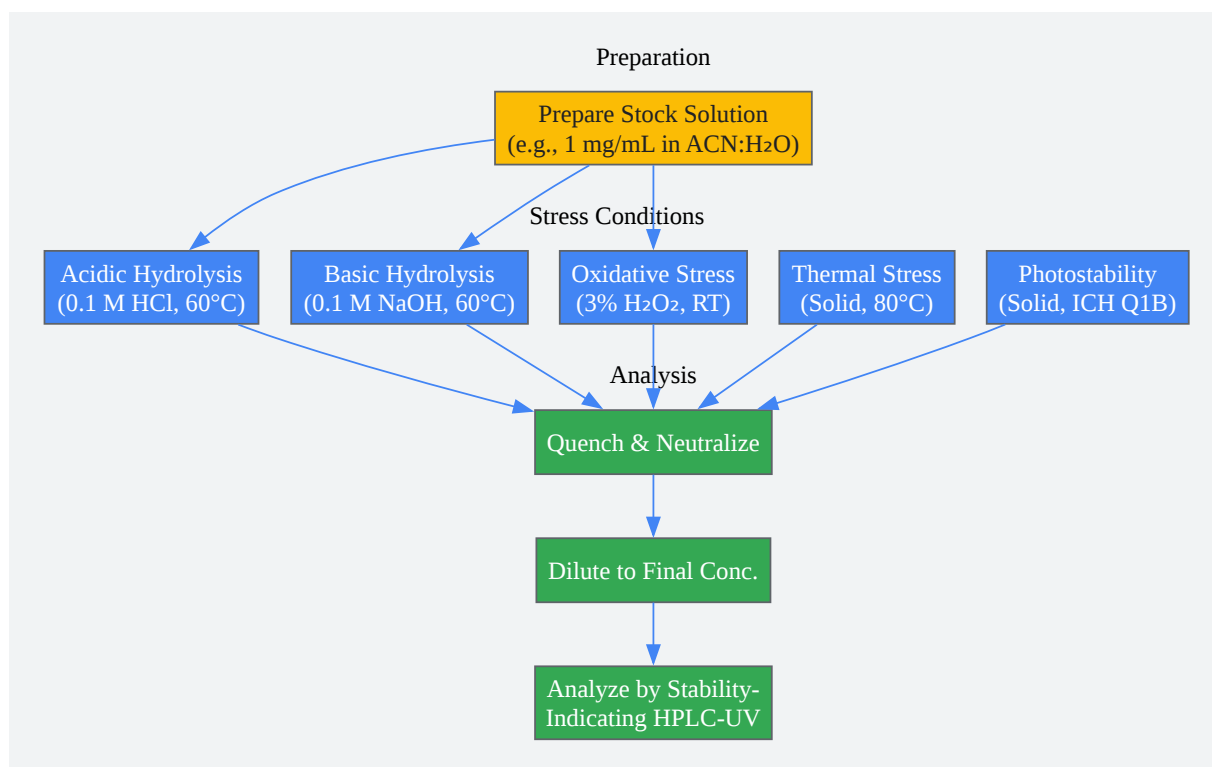 Preparation
Prepare Stock Solution
(e.g., 1 mg/mL in ACN:H₂O)
Stress Conditions
Acidic Hydrolysis
(0.1 M HCl, 60°C)
Basic Hydrolysis
(0.1 M NaOH, 60°C)
Oxidative Stress
(3% H₂O₂, RT)
Thermal Stress
(Solid, 80°C)
Photostability
(Solid, ICH Q1B)
Analysis
Quench & Neutralize
Dilute to Final Conc.
Analyze by Stability-
Indicating HPLC-UV